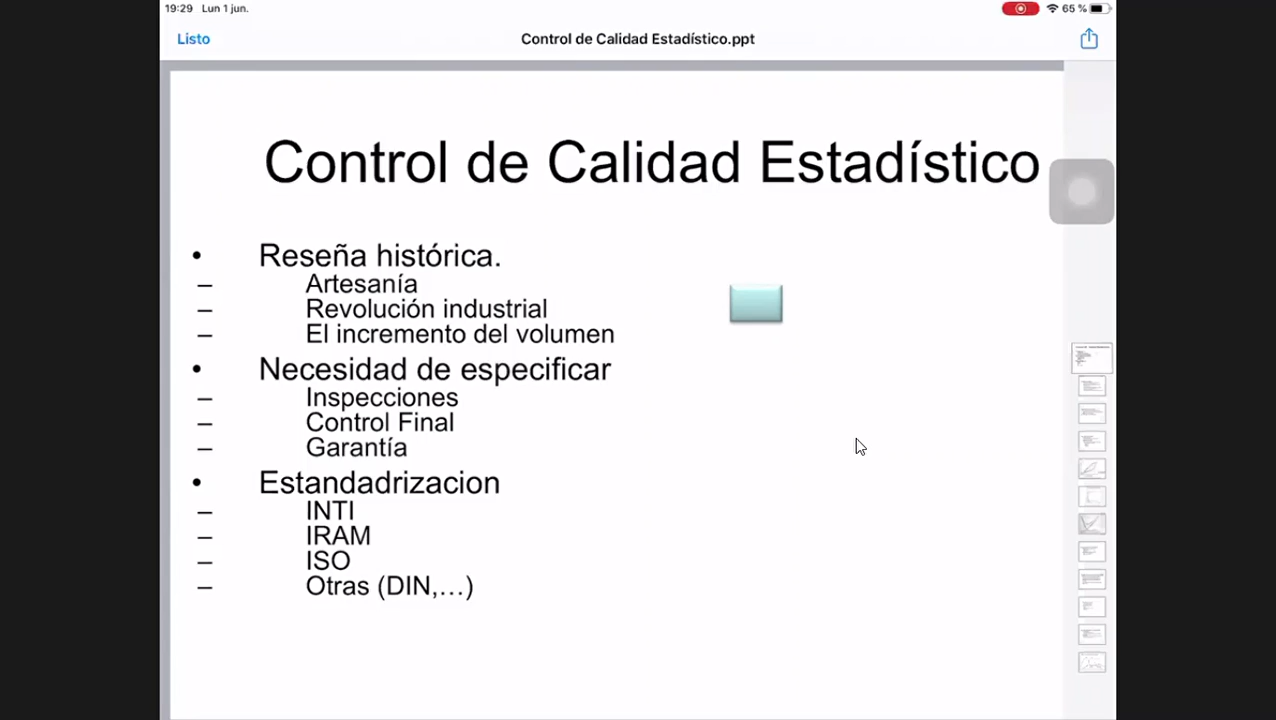 19:29 Lun 1 jun. 65 %
Listo Control de Calidad Estadístico.ppt
Control de Calidad Estadístico
• Reseña histórica.
– Artesanía
– Revolución industrial
– El incremento del volumen
• Necesidad de especificar
– Inspecciones
– Control Final
– Garantía
• Estandadrizacion
– INTI
– IRAM
– ISO
– Otras (DIN,...)